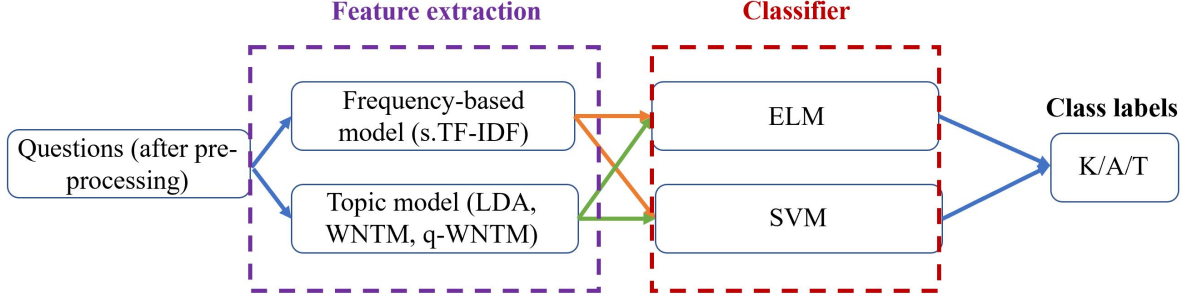 Feature extraction
Classifier
Questions (after pre-
processing)
Frequency-based
model (s.TF-IDF)
Topic model (LDA,
WNTM, q-WNTM)
ELM
SVM
Class labels
K/A/T